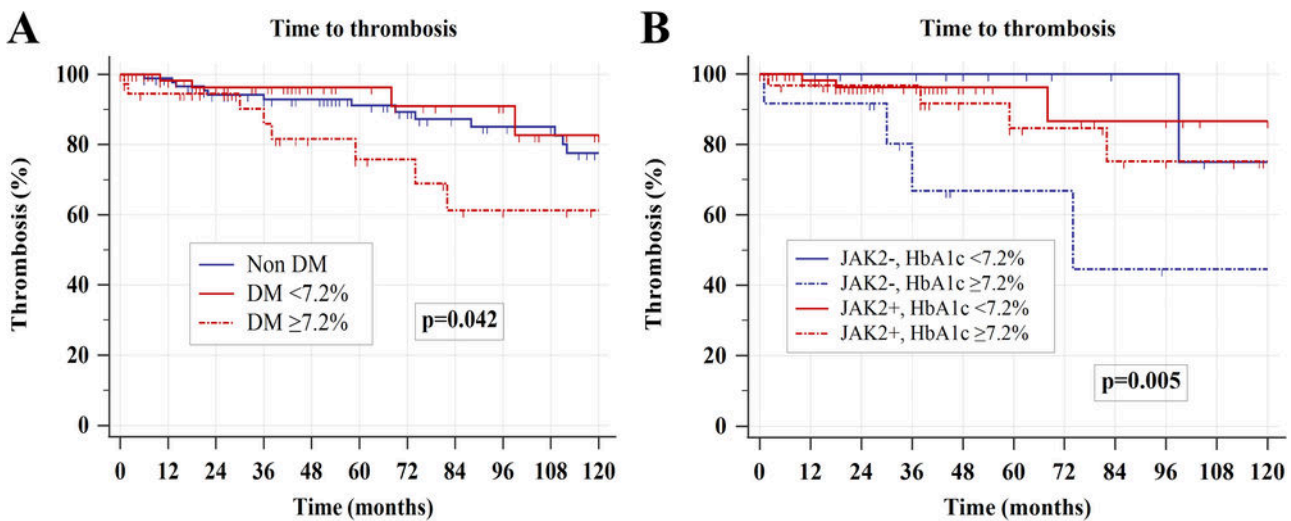 A
Time to thrombosis
Thrombosis (%)
100
80
60
40
20
0
Non DM
DM <7.2%
DM ≥7.2%
p=0.042
0 12 24 36 48 60 72 84 96 108 120
Time (months)
B
Time to thrombosis
Thrombosis (%)
100
80
60
40
20
0
JAK2-, HbA1c <7.2%
JAK2-, HbA1c ≥7.2%
JAK2+, HbA1c <7.2%
JAK2+, HbA1c ≥7.2%
p=0.005
0 12 24 36 48 60 72 84 96 108 120
Time (months)